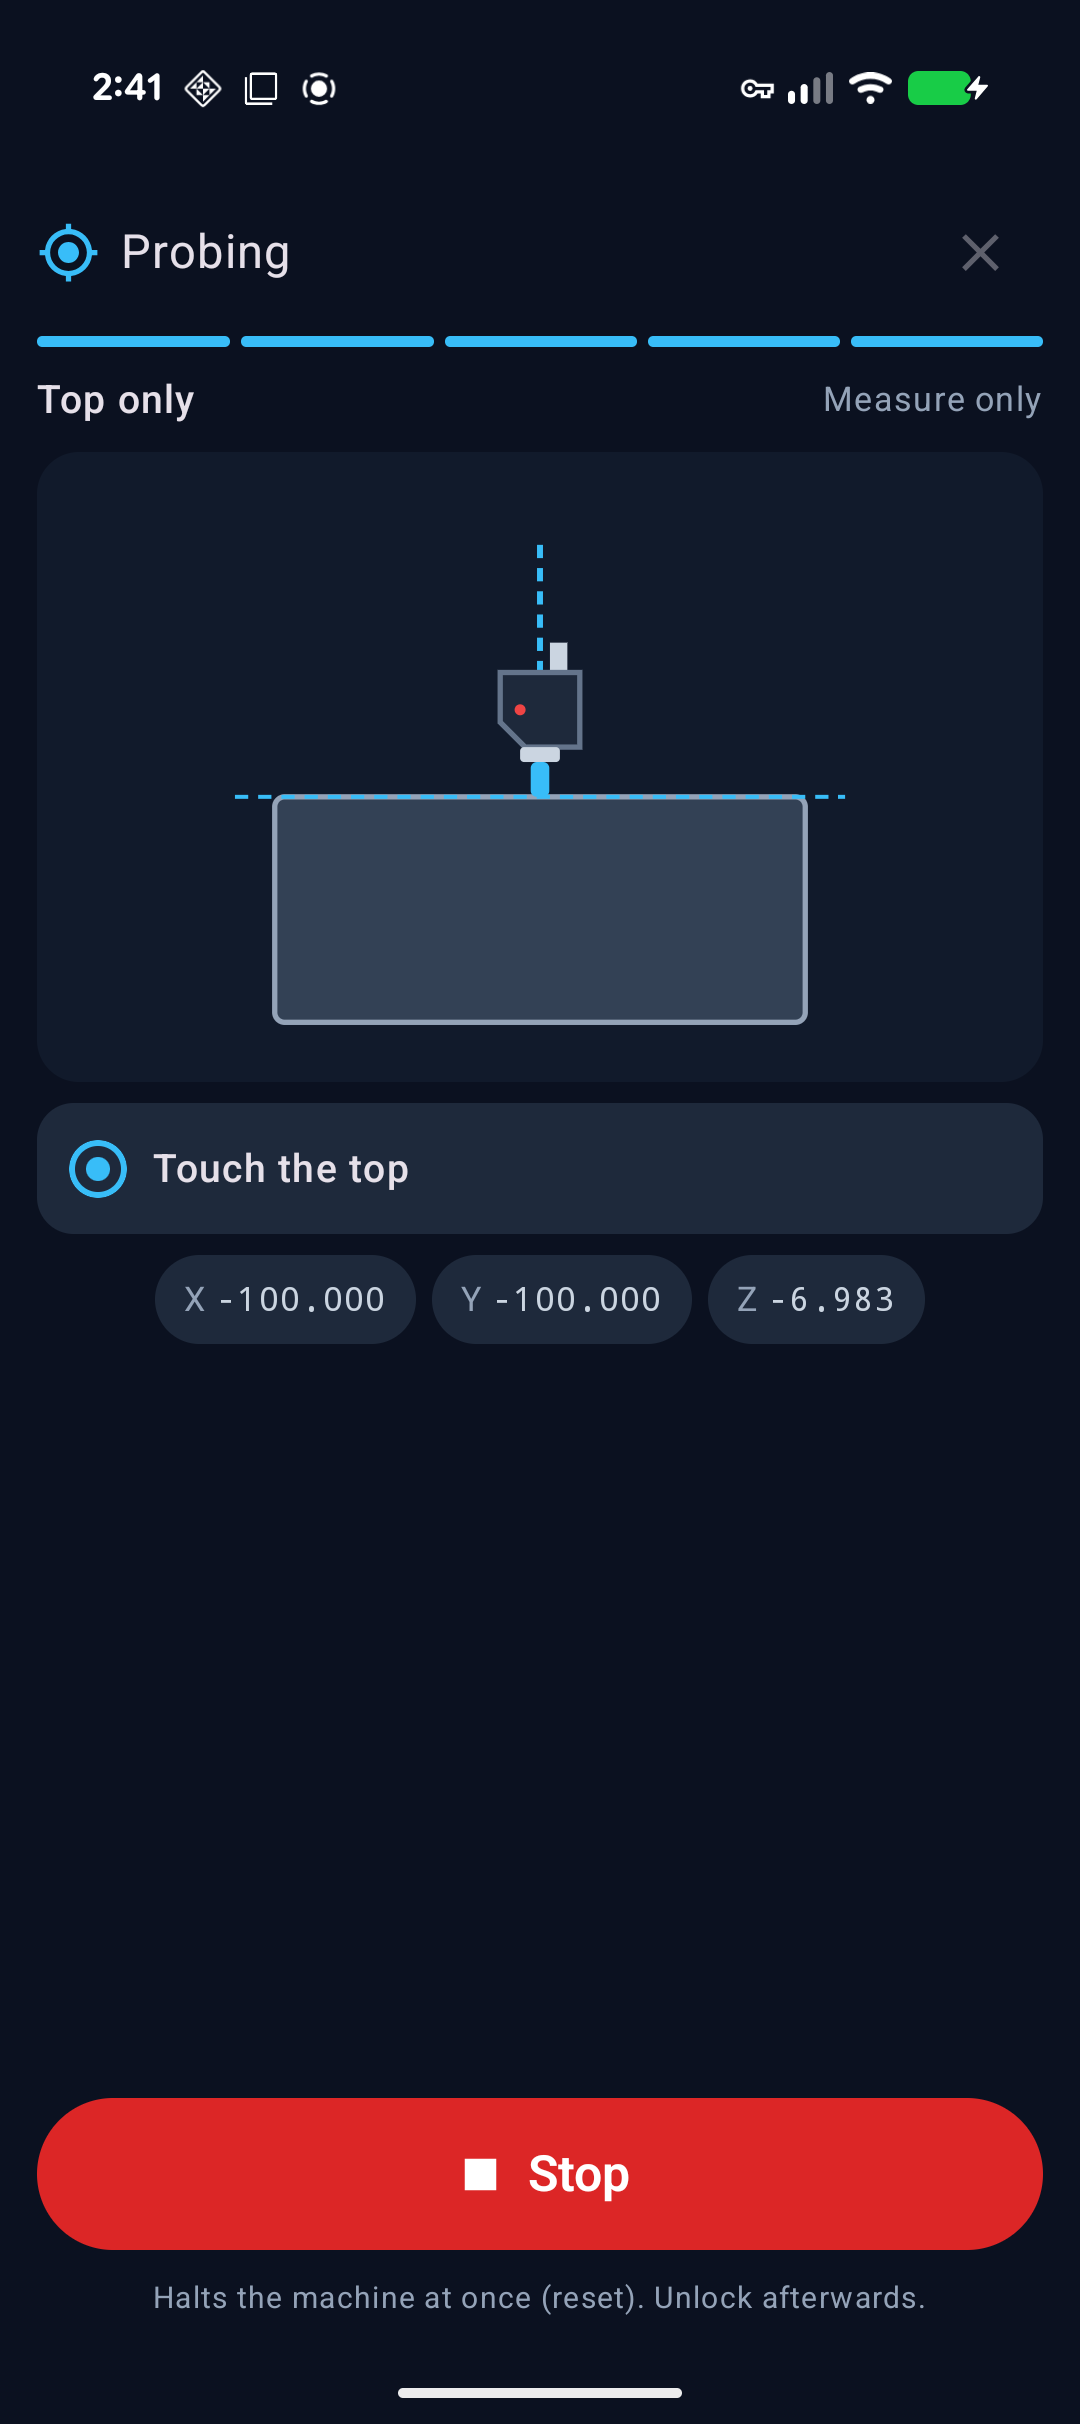 2:41
Probing
Top only
Measure only
Touch the top
X -100.000
Y -100.000
Z -6.983
Stop
Halts the machine at once (reset). Unlock afterwards.